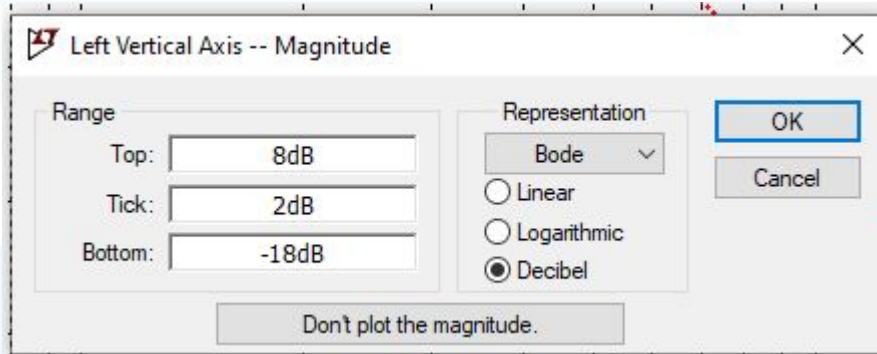 Left Vertical Axis -- Magnitude
Range
Top: 8dB
Tick: 2dB
Bottom: -18dB
Representation
Bode
Linear
Logarithmic
Decibel
OK
Cancel
Don't plot the magnitude.